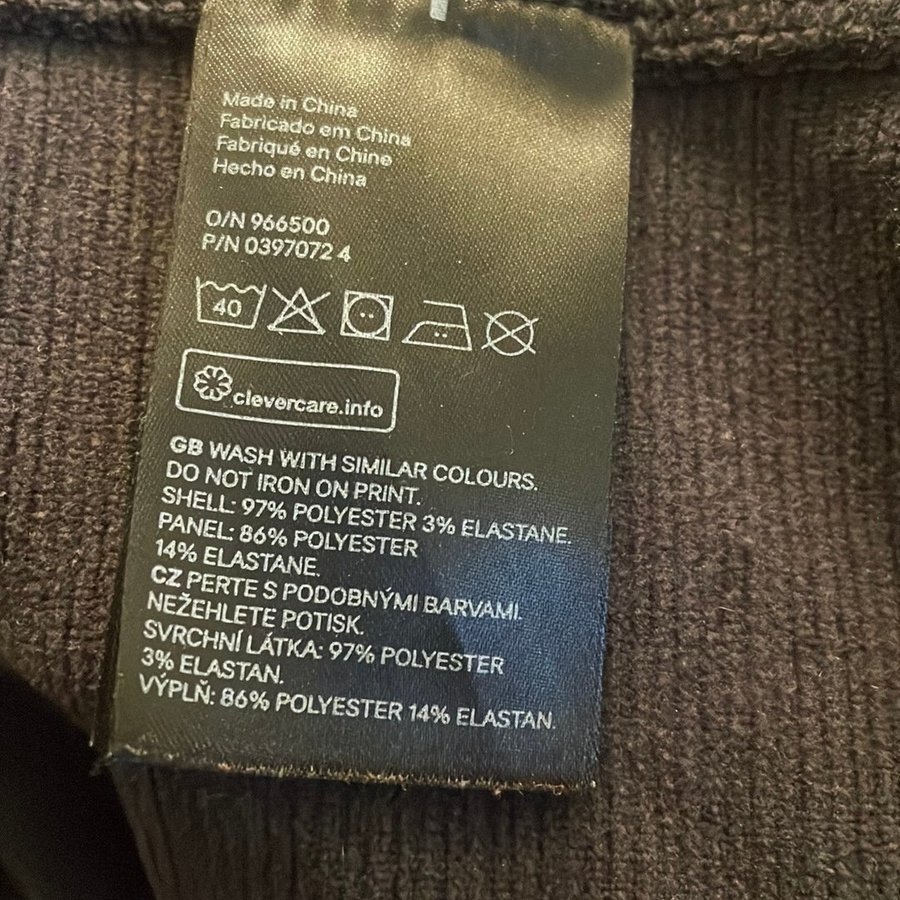 Made in China
Fabricado em China
Fabriqué en Chine
Hecho en China
O/N 966500
P/N 0397072 4
40
clevercare.info
GB WASH WITH SIMILAR COLOURS.
DO NOT IRON ON PRINT.
SHELL: 97% POLYESTER 3% ELASTANE.
PANEL: 86% POLYESTER
14% ELASTANE.
CZ PERTE S PODOBNÝMI BARVAMI.
NEŽEHLETE POTISK.
SVRCHNÍ LÁTKA: 97% POLYESTER
3% ELASTAN.
VÝPLŇ: 86% POLYESTER 14% ELASTAN.